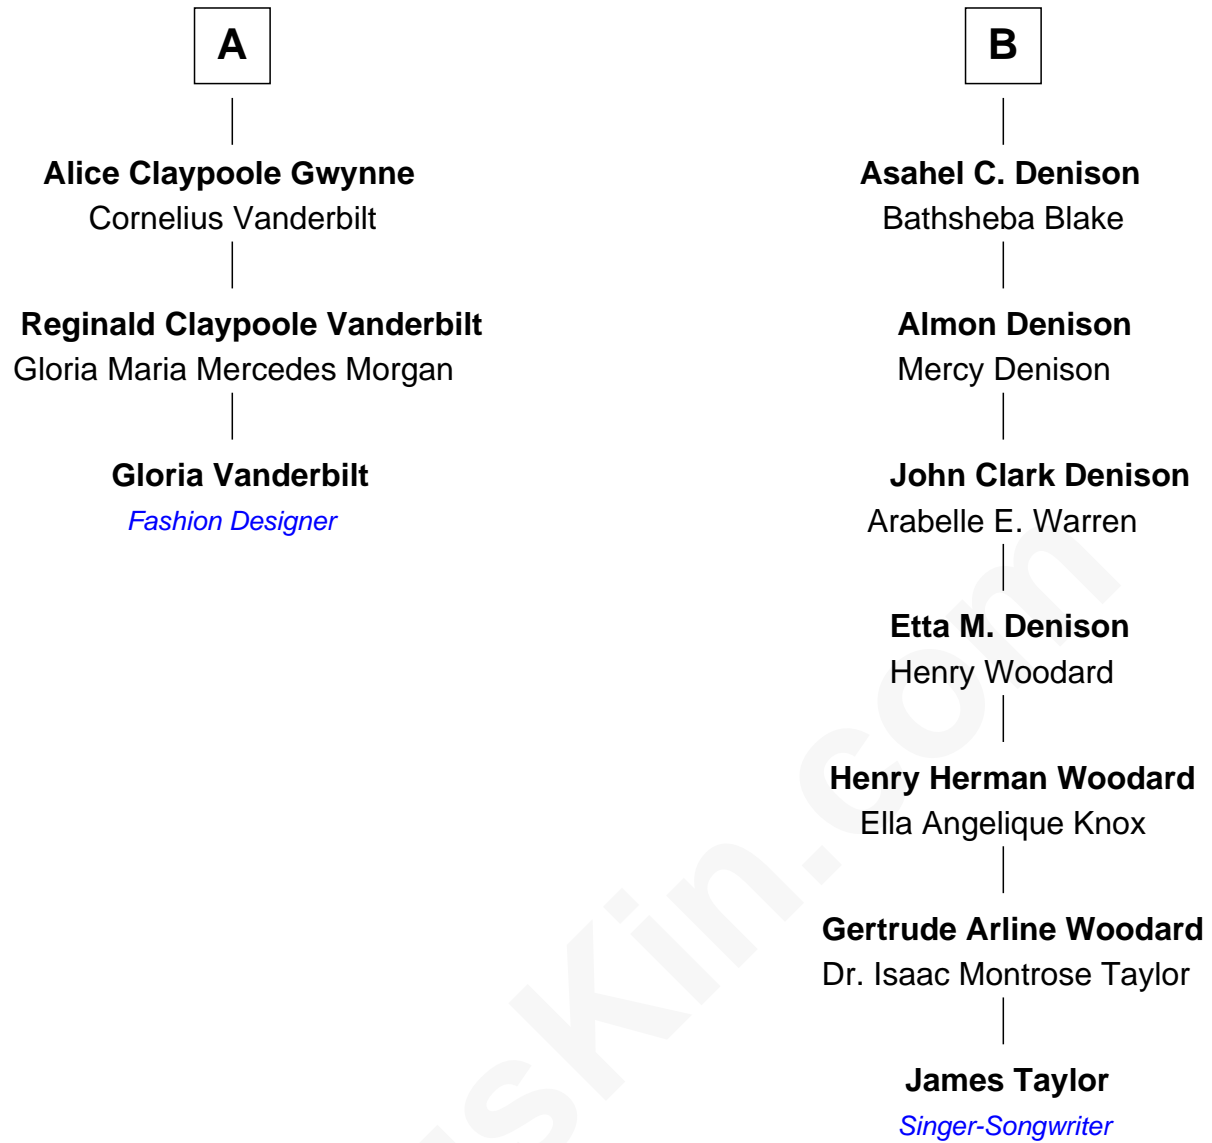 A
Alice Claypoole Gwynne
Cornelius Vanderbilt
Reginald Claypoole Vanderbilt
Gloria Maria Mercedes Morgan
Gloria Vanderbilt
Fashion Designer
B
Asahel C. Denison
Bathsheba Blake
Almon Denison
Mercy Denison
John Clark Denison
Arabelle E. Warren
Etta M. Denison
Henry Woodard
Henry Herman Woodard
Ella Angelique Knox
Gertrude Arline Woodard
Dr. Isaac Montrose Taylor
James Taylor
Singer-Songwriter
usKin.com